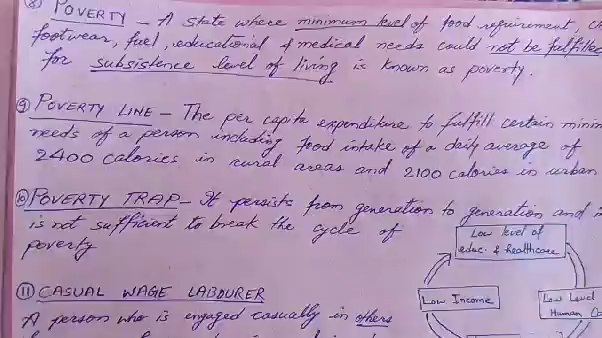 ⑧ POVERTY – A state where minimum level of food requirement,
footwear, fuel, educational & medical needs could not be fulfilled
for subsistence level of living is known as poverty.
⑨ POVERTY LINE – The per capita expenditure to fulfill certain
needs of a person including food intake of a daily average of
2400 calories in rural areas and 2100 calories in urban
⑩ POVERTY TRAP – It persists from generation to generation and
is not sufficient to break the cycle of
poverty
Low level of
educ. & healthcare
Low Income
Low Level
Human
⑪ CASUAL WAGE LABOURER
A person who is engaged casually in others